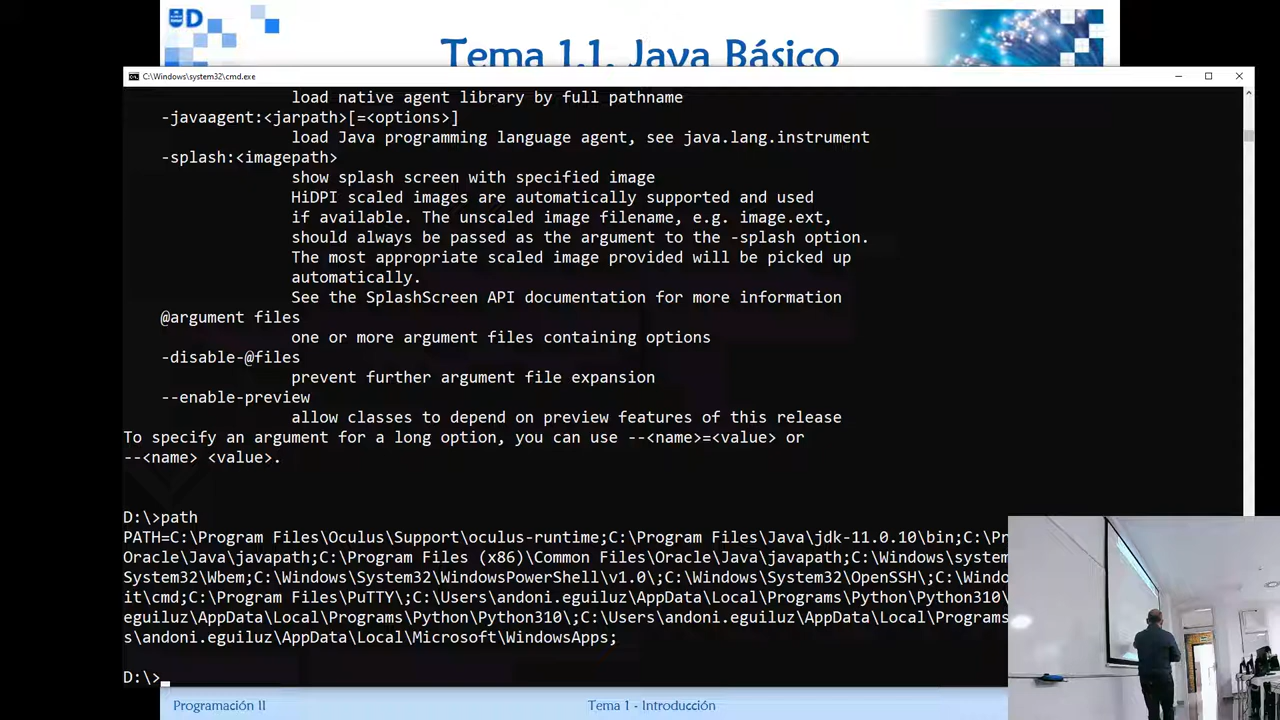 UD
Tema 1.1. Java Básico
C:\Windows\system32\cmd.exe
load native agent library by full pathname
-javaagent:<jarpath>[=<options>]
load Java programming language agent, see java.lang.instrument
-splash:<imagepath>
show splash screen with specified image
HiDPI scaled images are automatically supported and used
if available. The unscaled image filename, e.g. image.ext,
should always be passed as the argument to the -splash option.
The most appropriate scaled image provided will be picked up
automatically.
See the SplashScreen API documentation for more information
@argument files
one or more argument files containing options
-disable-@files
prevent further argument file expansion
--enable-preview
allow classes to depend on preview features of this release
To specify an argument for a long option, you can use --<name>=<value> or
--<name> <value>.
D:\>path
PATH=C:\Program Files\Oculus\Support\oculus-runtime;C:\Program Files\Java\jdk-11.0.10\bin;C:\Pr
Oracle\Java\javapath;C:\Program Files (x86)\Common Files\Oracle\Java\javapath;C:\Windows\system
System32\Wbem;C:\Windows\System32\WindowsPowerShell\v1.0\;C:\Windows\System32\OpenSSH\;C:\Windo
it\cmd;C:\Program Files\PuTTY\;C:\Users\andoni.eguiluz\AppData\Local\Programs\Python\Python310\
eguiluz\AppData\Local\Programs\Python\Python310\;C:\Users\andoni.eguiluz\AppData\Local\Programs
s\andoni.eguiluz\AppData\Local\Microsoft\WindowsApps;
D:\>
Programación II
Tema 1 - Introducción